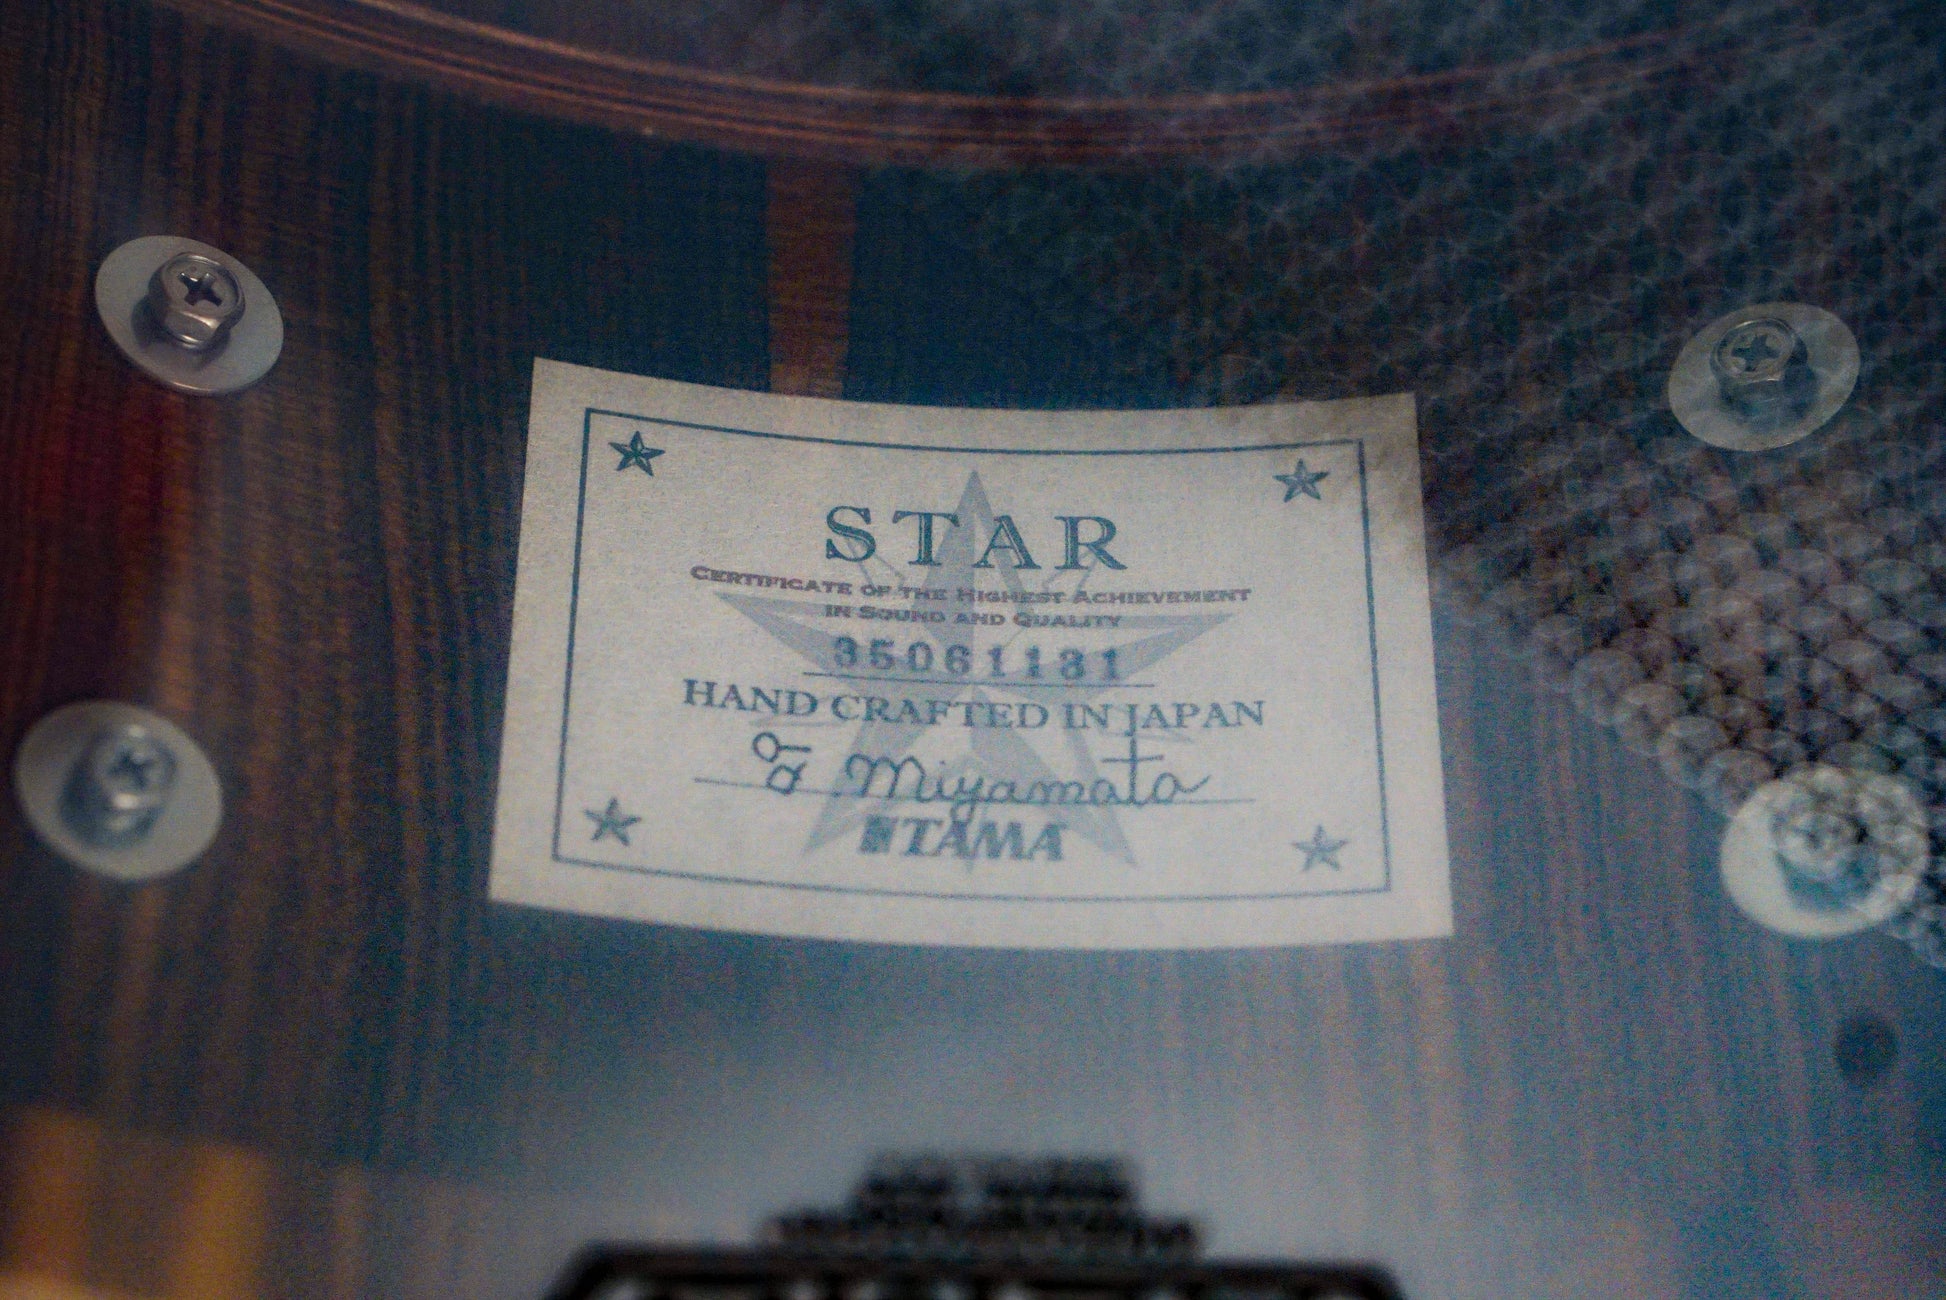 STAR
CERTIFICATE OF THE HIGHEST ACHIEVEMENT
IN SOUND AND QUALITY
35061131
HAND CRAFTED IN JAPAN
Miyamoto
TAMA